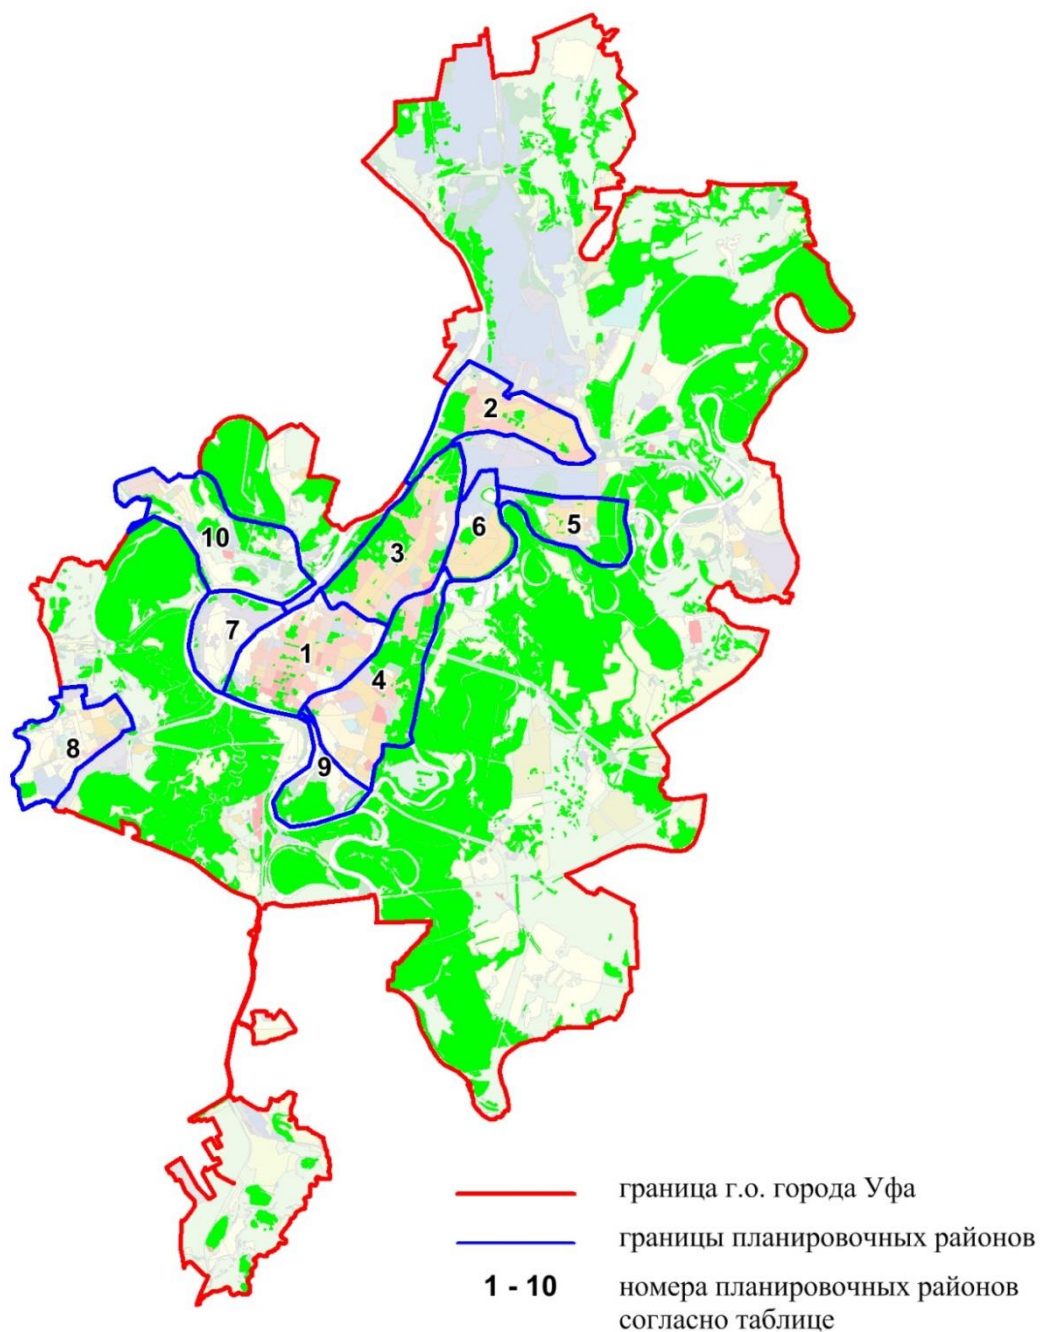 2
10
6
5
3
7
1
4
8
9
граница г.о. города Уфа
границы планировочных районов
1 - 10 номера планировочных районов
согласно таблице